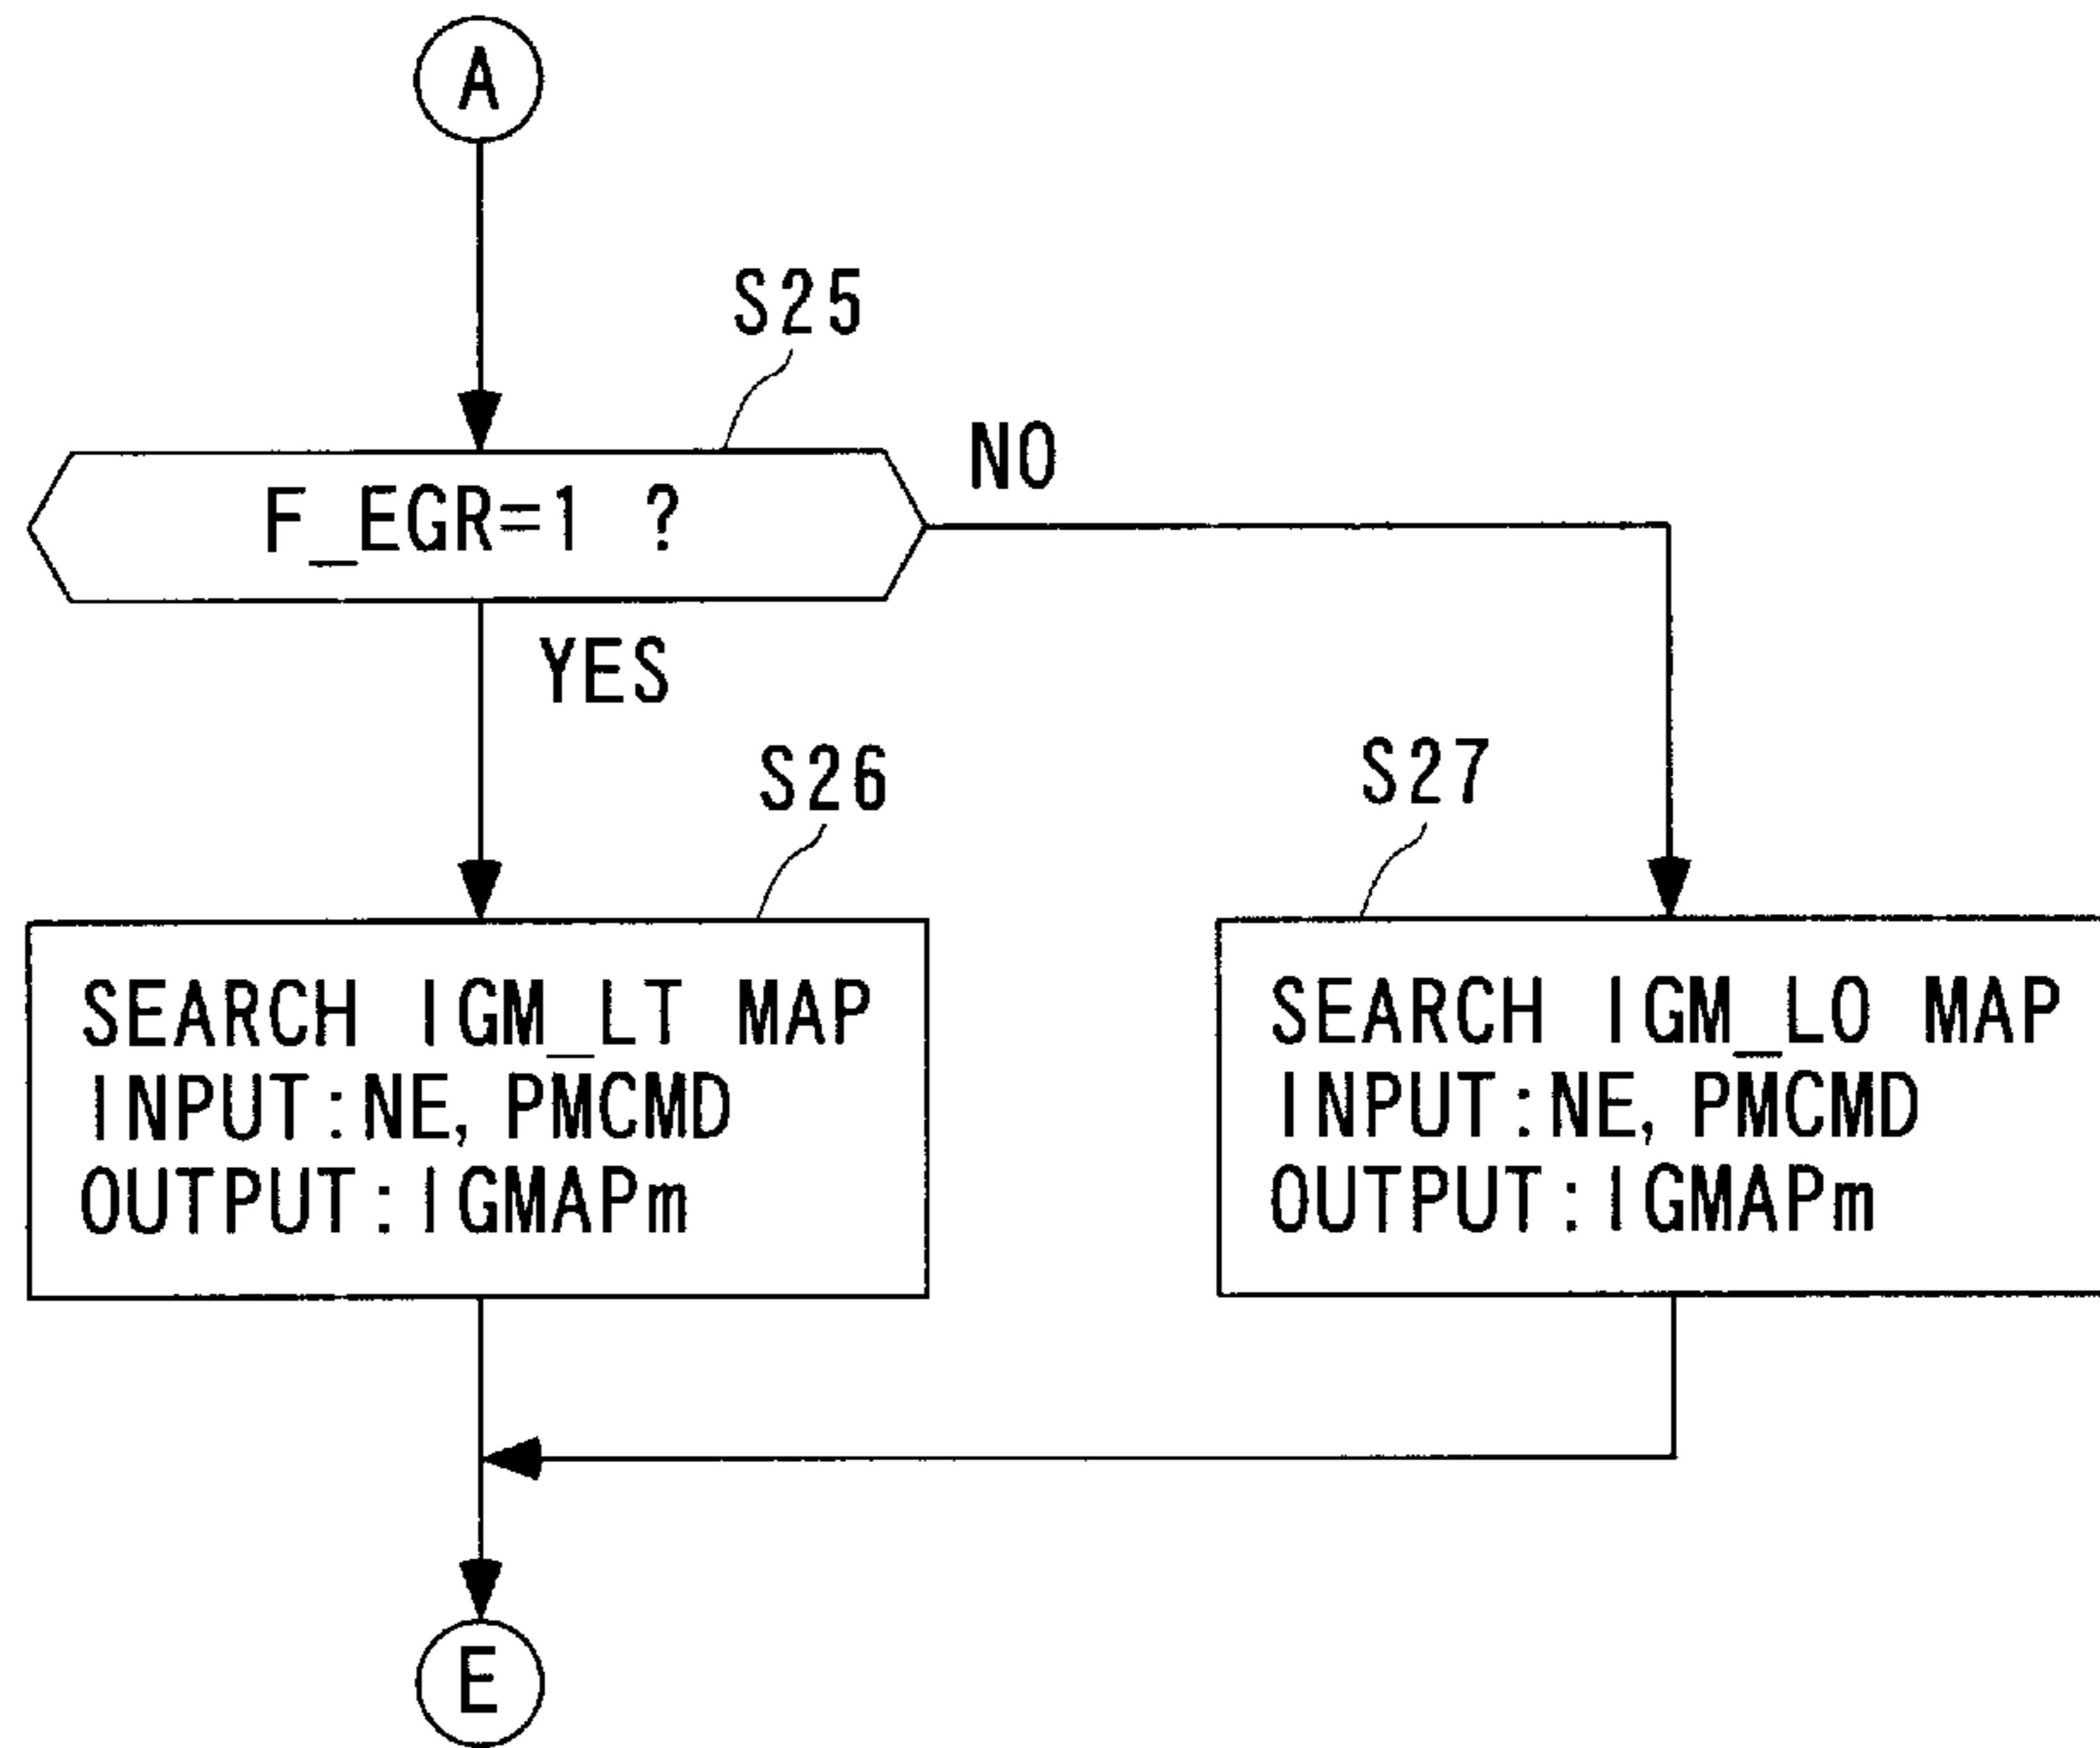 A
S25
F_EGR=1 ?
NO
YES
S26
S27
SEARCH IGM_LT MAP
INPUT:NE, PMCMD
OUTPUT:IGMAPm
SEARCH IGM_LO MAP
INPUT:NE, PMCMD
OUTPUT:IGMAPm
E